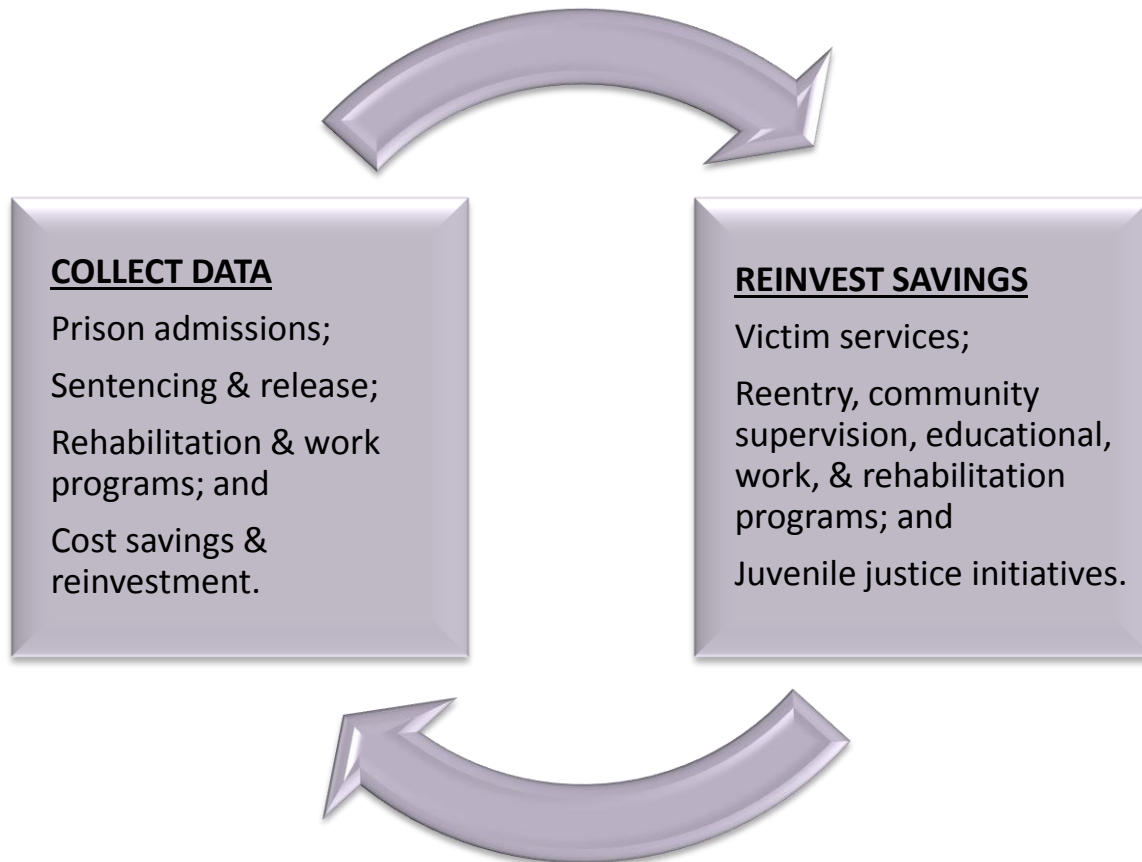 COLLECT DATA
Prison admissions;
Sentencing & release;
Rehabilitation & work
programs; and
Cost savings &
reinvestment.
REINVEST SAVINGS
Victim services;
Reentry, community
supervision, educational,
work, & rehabilitation
programs; and
Juvenile justice initiatives.